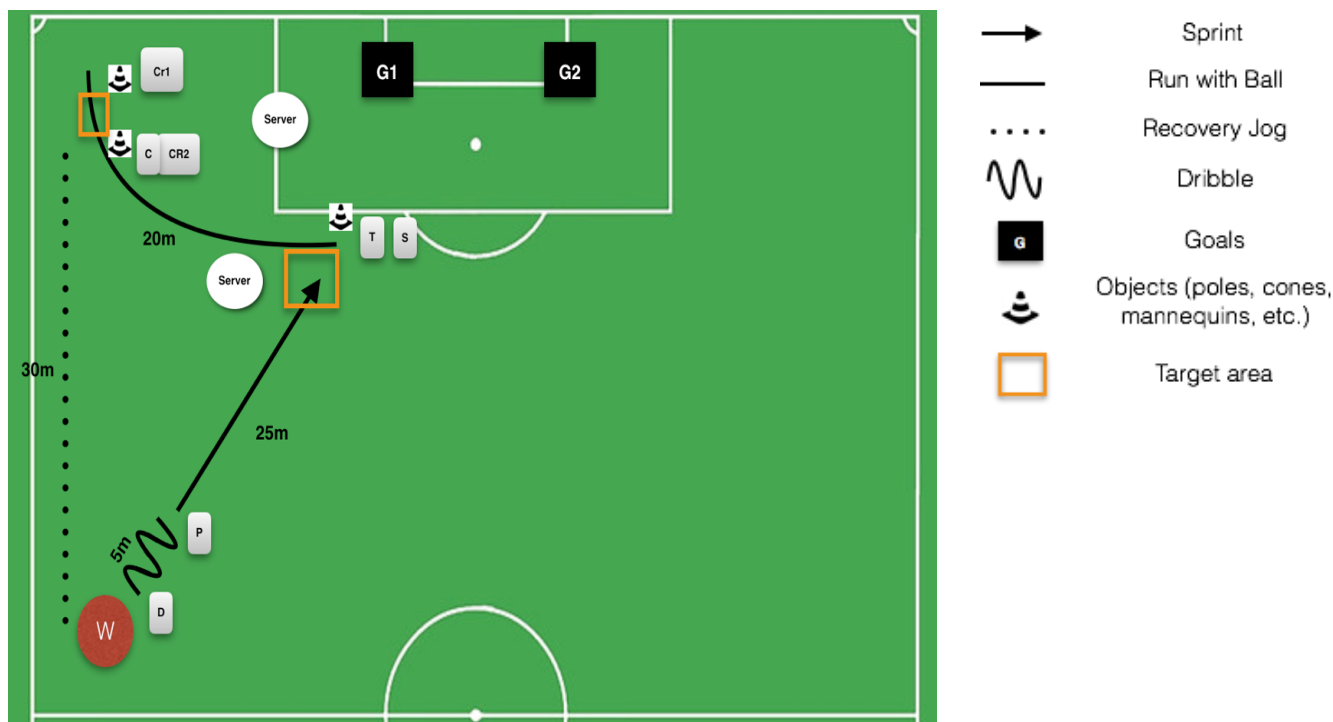 Cr1
G1
G2
Server
C
CR2
20m
T
S
Server
30m
25m
5m
P
D
W
Sprint
Run with Ball
Recovery Jog
Dribble
G
Goals
Objects (poles, cones,
mannequins, etc.)
Target area